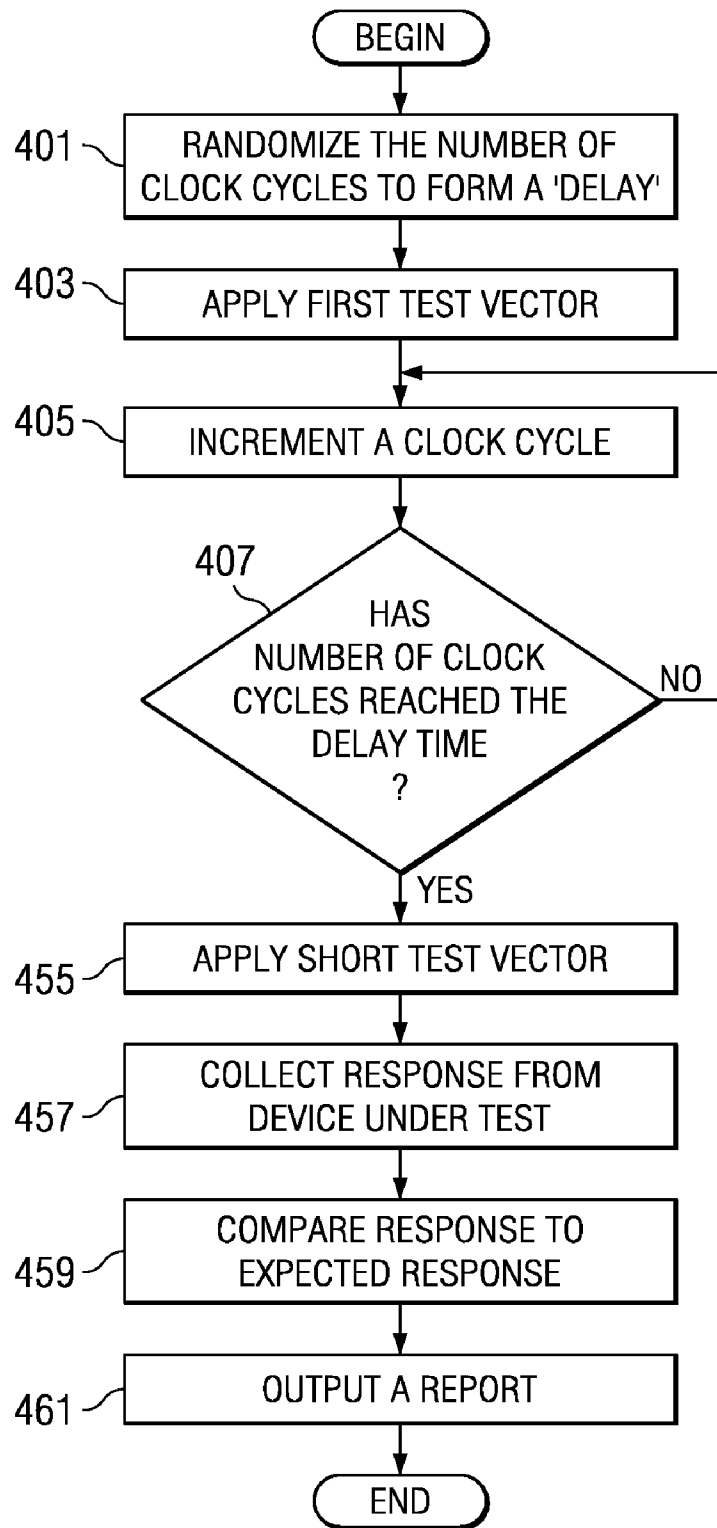 BEGIN
401
RANDOMIZE THE NUMBER OF
CLOCK CYCLES TO FORM A 'DELAY'
403
APPLY FIRST TEST VECTOR
405
INCREMENT A CLOCK CYCLE
407
HAS
NUMBER OF CLOCK
CYCLES REACHED THE
DELAY TIME
?
NO
YES
455
APPLY SHORT TEST VECTOR
457
COLLECT RESPONSE FROM
DEVICE UNDER TEST
459
COMPARE RESPONSE TO
EXPECTED RESPONSE
461
OUTPUT A REPORT
END